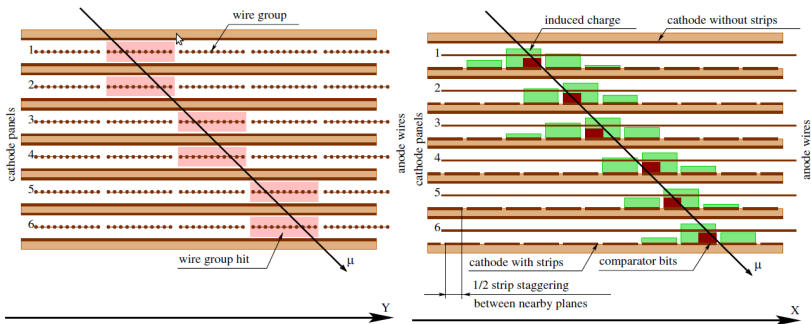 wire group
1
2
3
4
5
6
cathode panels
anode wires
wire group hit
μ
Y
induced charge
cathode without strips
1
2
3
4
5
6
cathode panels
anode wires
cathode with strips
comparator bits
μ
1/2 strip staggering
between nearby planes
X